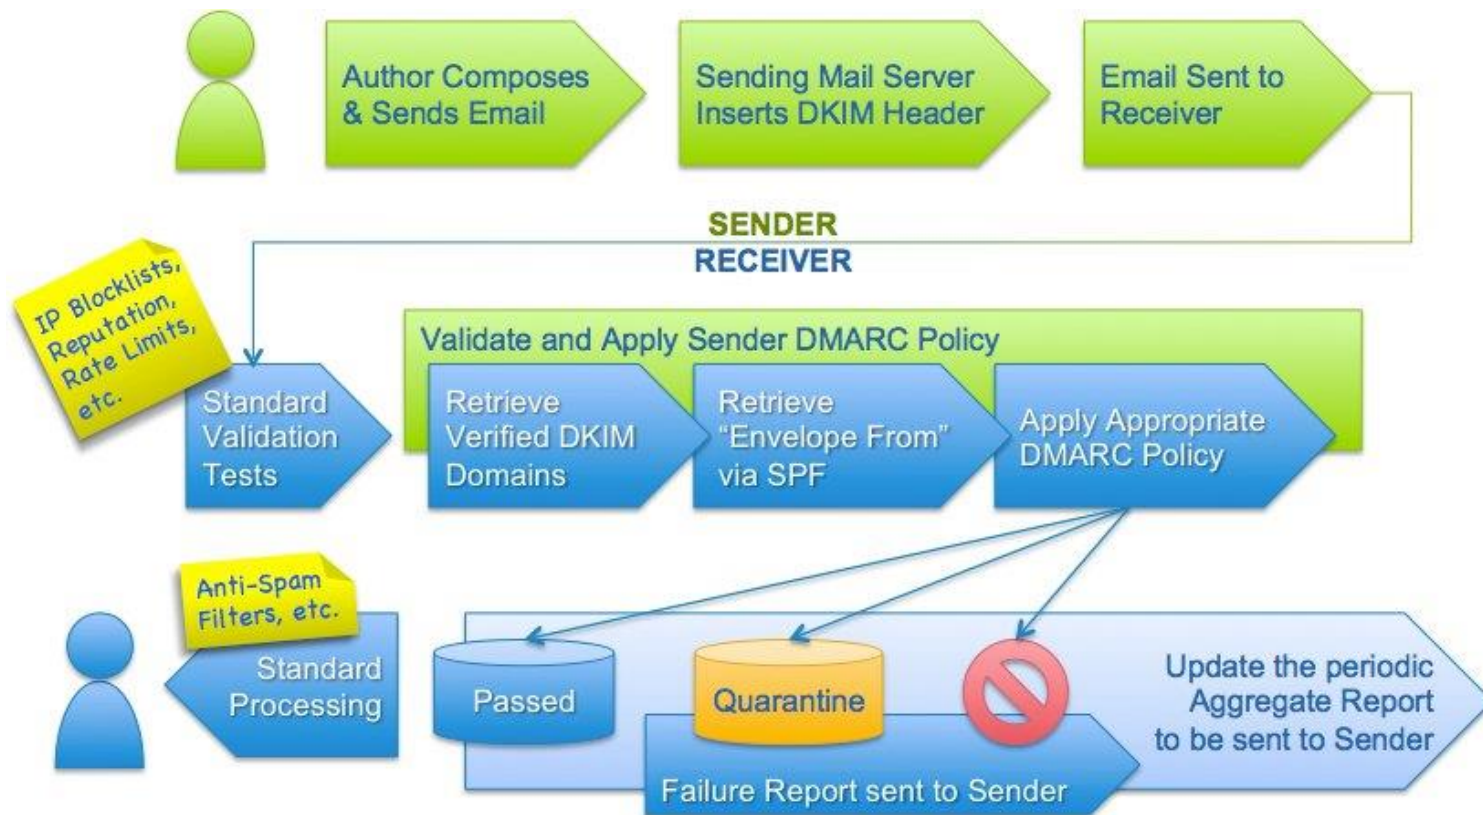 Author Composes
& Sends Email
Sending Mail Server
Inserts DKIM Header
Email Sent to
Receiver
SENDER
RECEIVER
IP Blocklists,
Reputation,
Rate Limits,
etc.
Validate and Apply Sender DMARC Policy
Standard
Validation
Tests
Retrieve
Verified DKIM
Domains
Retrieve
“Envelope From”
via SPF
Apply Appropriate
DMARC Policy
Anti-Spam
Filters, etc.
Standard
Processing
Passed
Quarantine
Update the periodic
Aggregate Report
to be sent to Sender
Failure Report sent to Sender